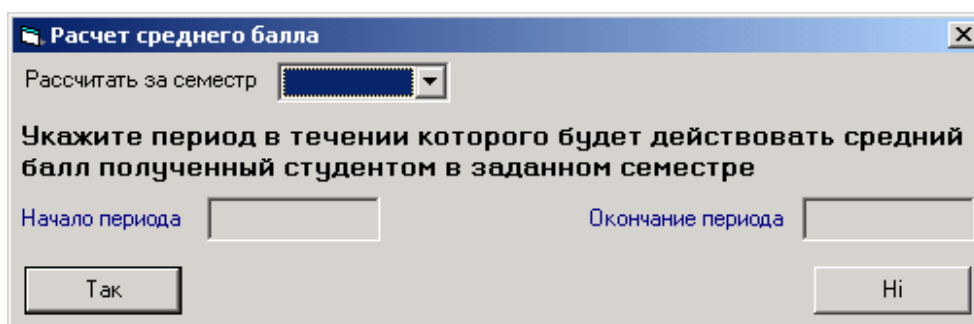 Расчет среднего балла
Рассчитать за семестр
Укажите период в течении которого будет действовать средний
балл полученный студентом в заданном семестре
Начало периода Окончание периода
Так Ні